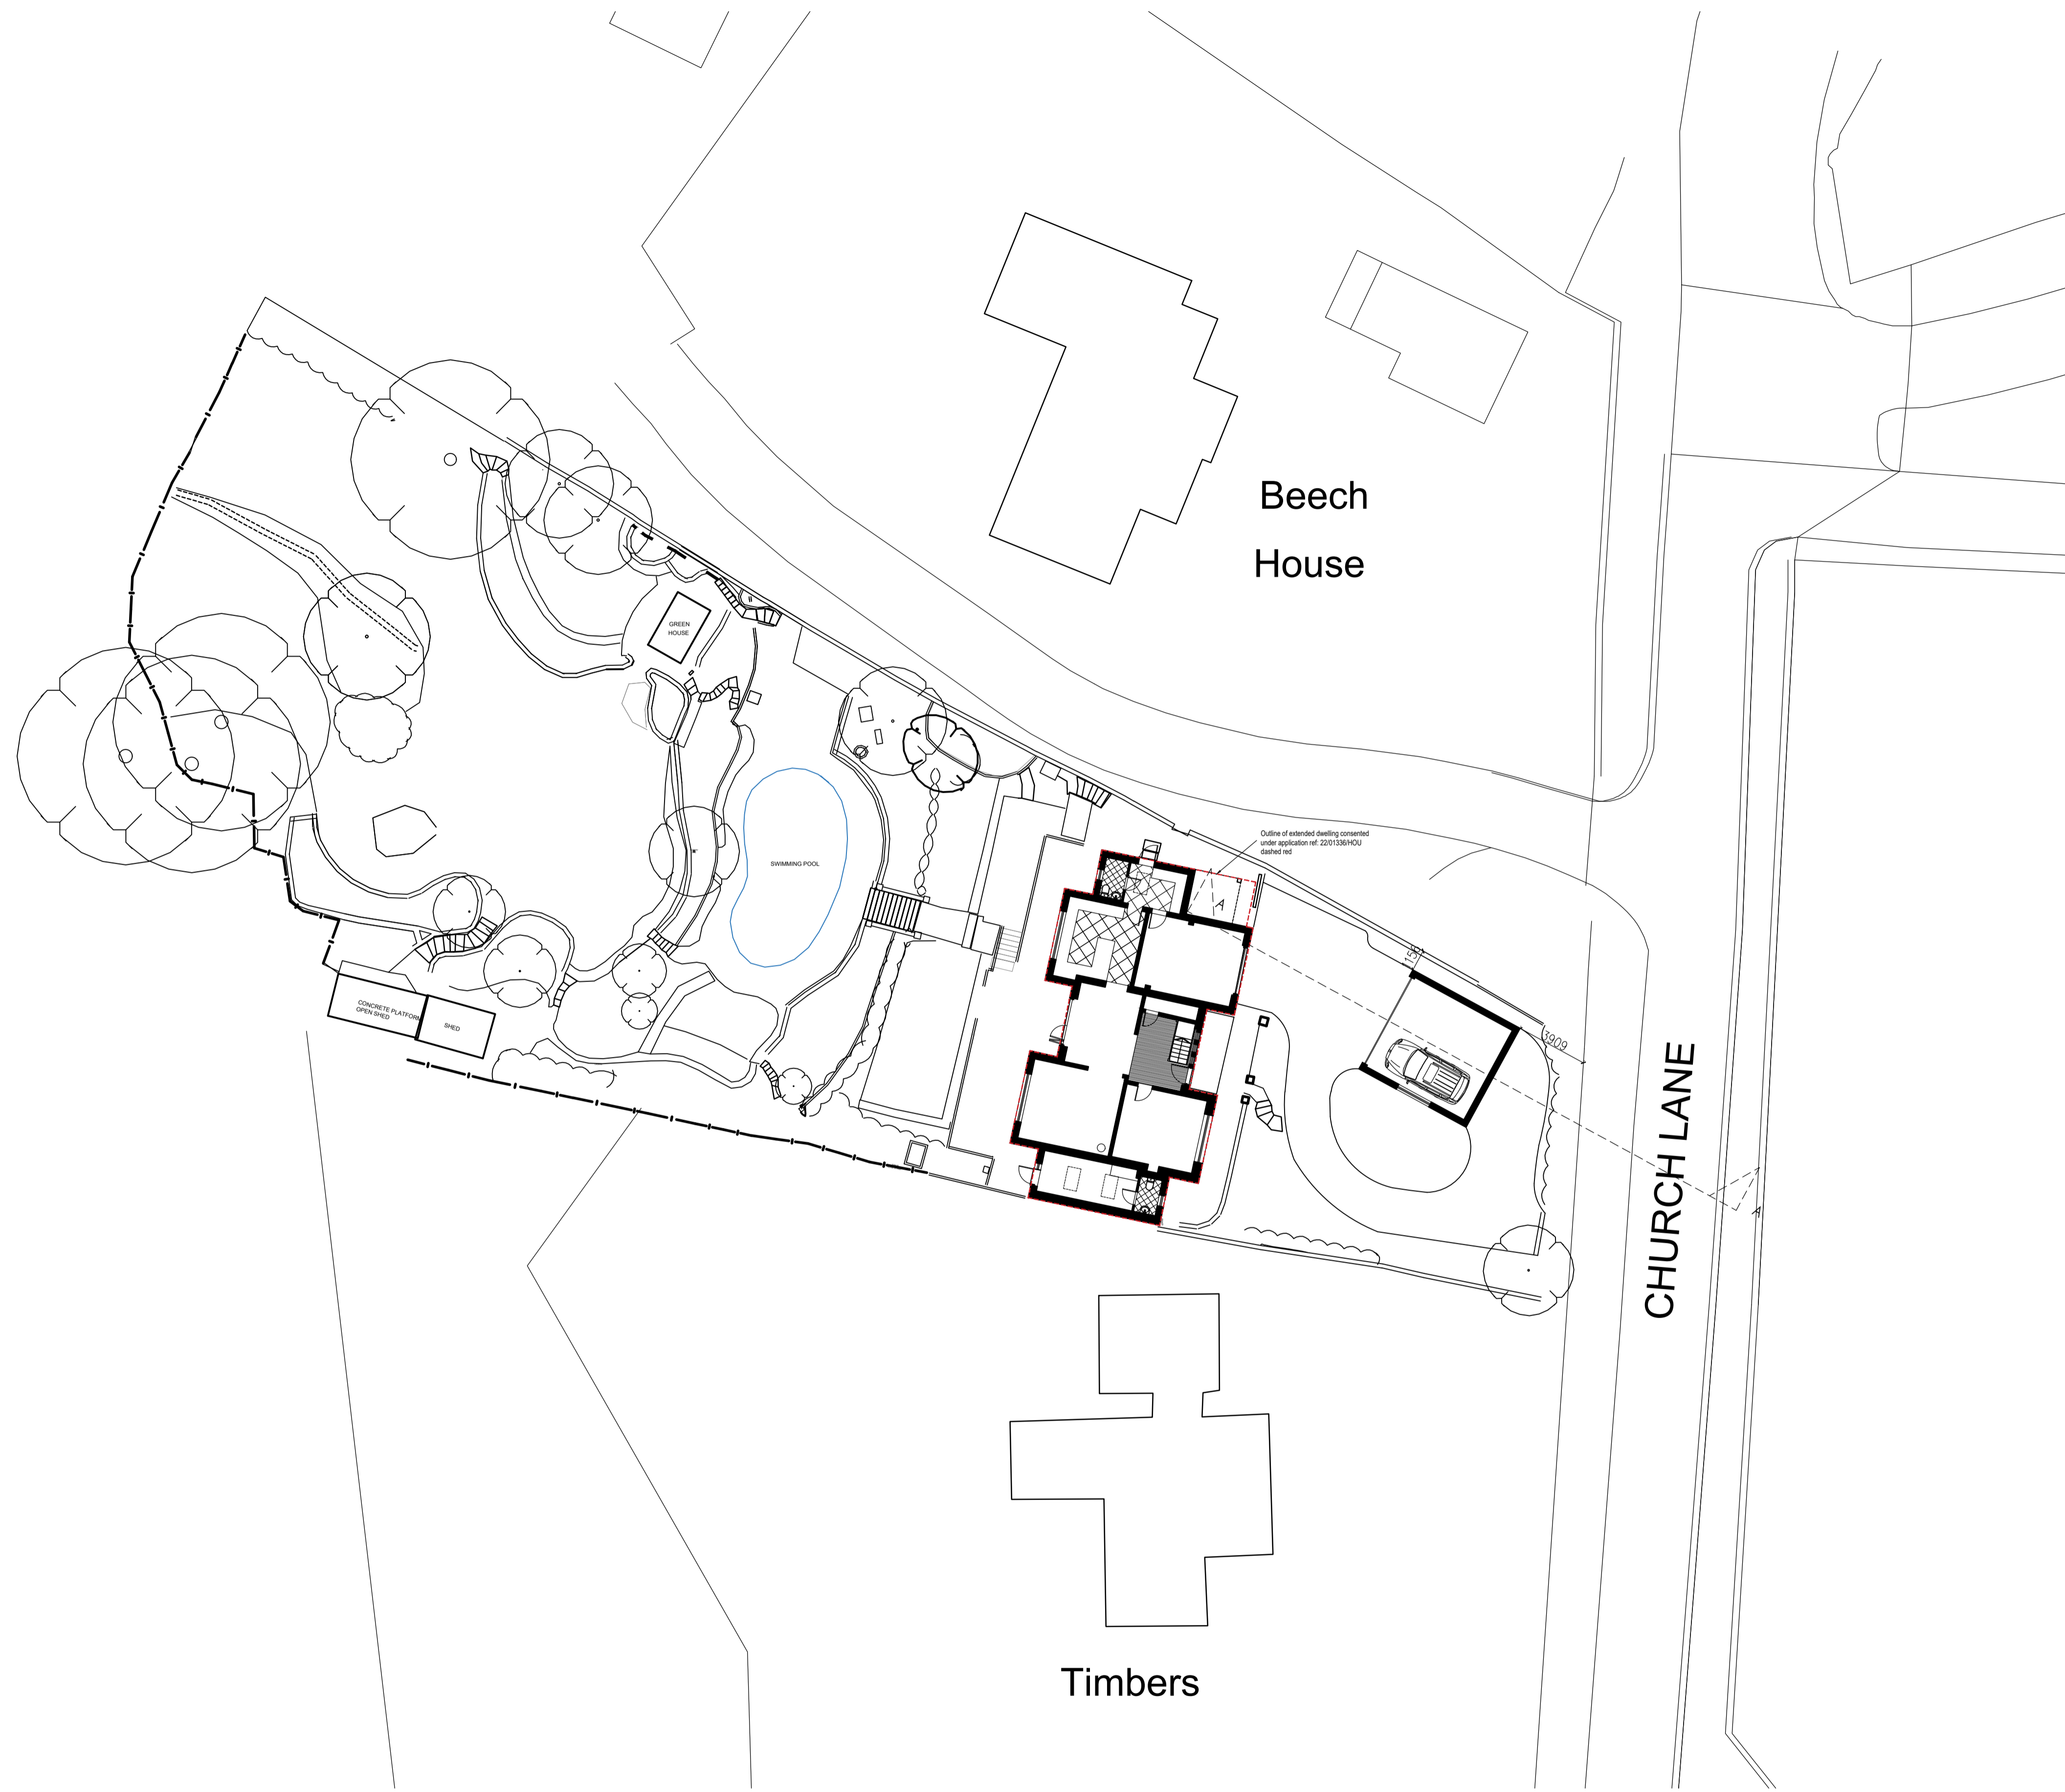 Beech
House
GREEN
HOUSE
SWIMMING POOL
Outline of extended dwelling consented
under application ref: 22/01336/HOU
dashed red
A
CONCRETE PLATFORM
OPEN SHED
SHED
3909
CHURCH LANE
A
Timbers